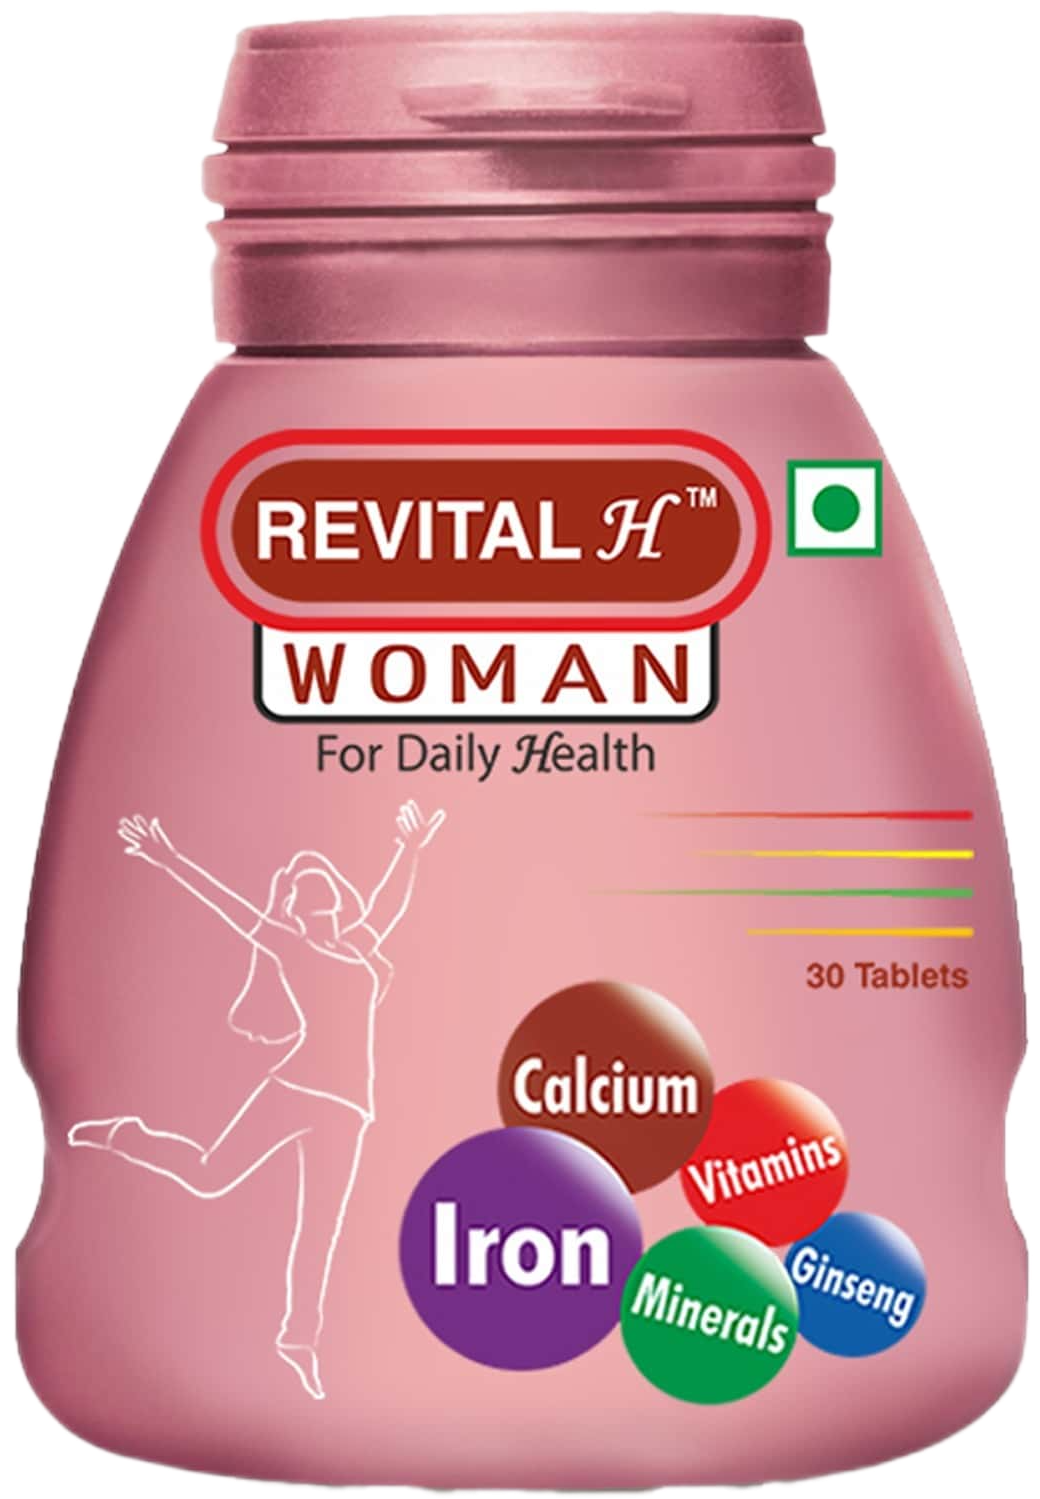 REVITAL H™
WOMAN
For Daily Health
30 Tablets
Calcium
Vitamins
Iron
Ginseng
Minerals